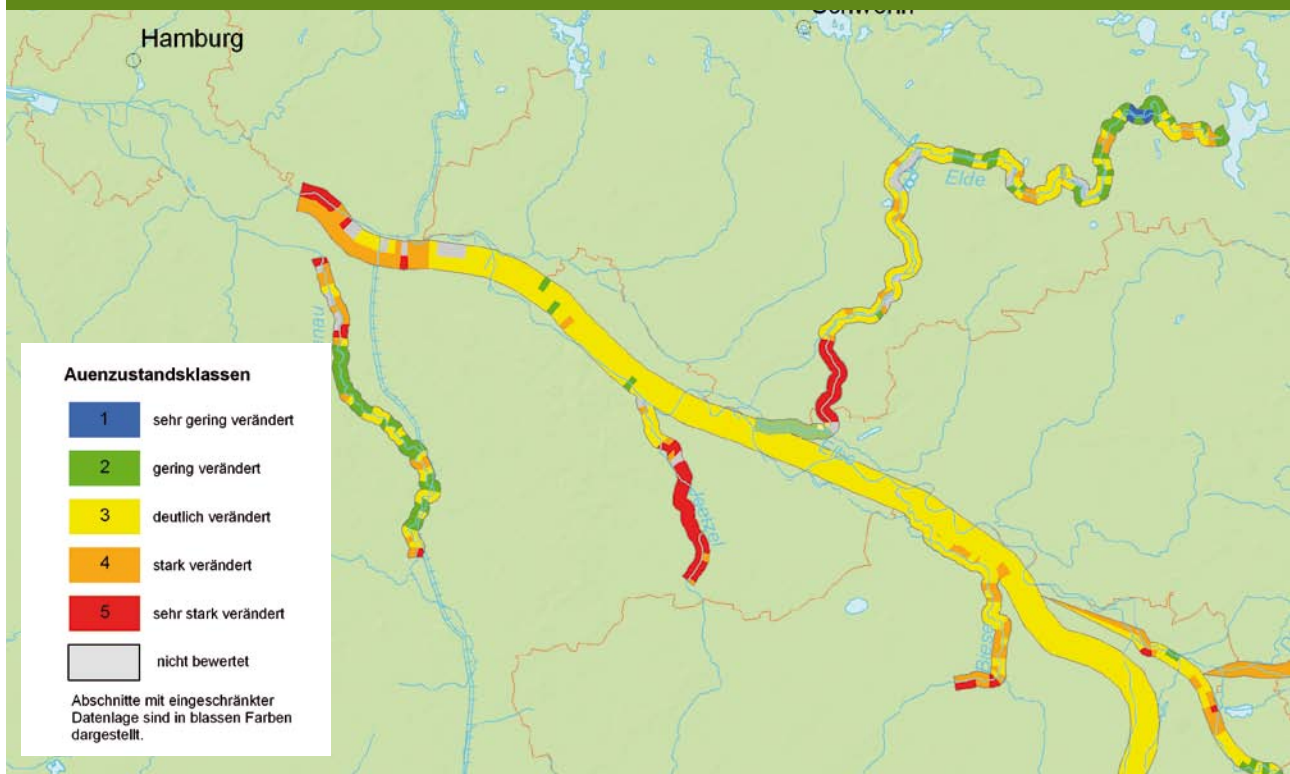 Hamburg
Elde
Auenzustandsklassen
1 sehr gering verändert
2 gering verändert
3 deutlich verändert
4 stark verändert
5 sehr stark verändert
nicht bewertet
Abschnitte mit eingeschränkter
Datenlage sind in blassen Farben
dargestellt.